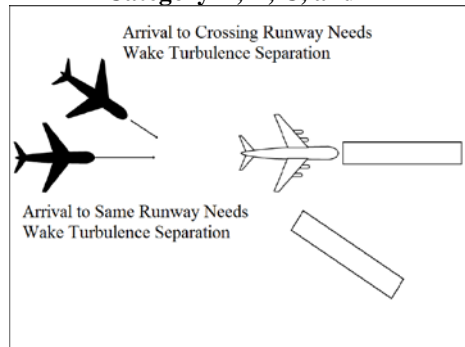 Arrival to Crossing Runway Needs
Wake Turbulence Separation
Arrival to Same Runway Needs
Wake Turbulence Separation